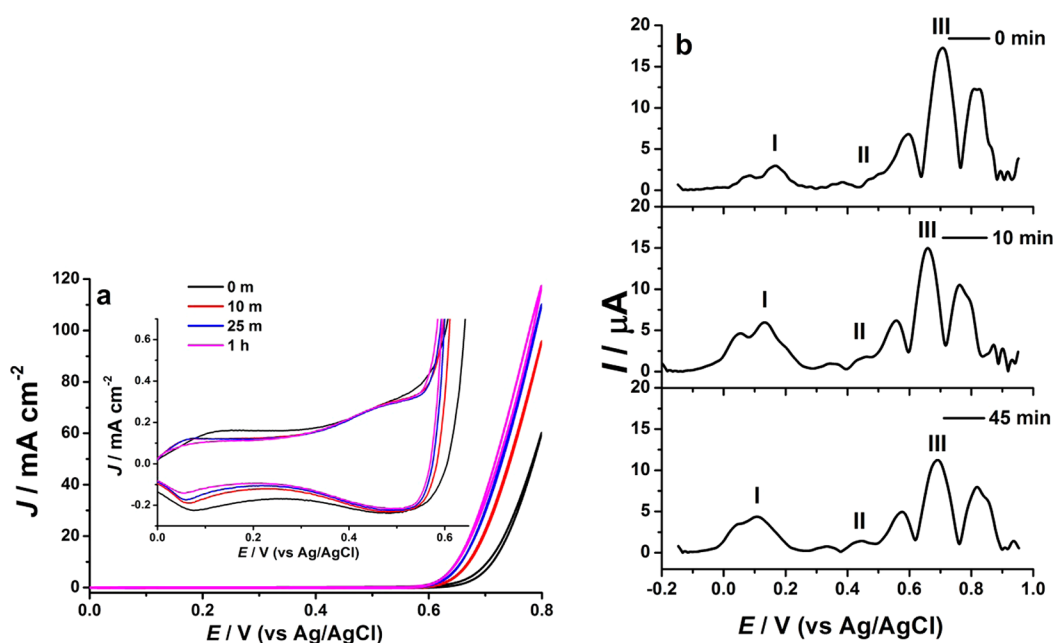 a
0 m
10 m
25 m
1 h
120
100
80
60
40
20
0
J / mA cm-2
0.0
0.2
0.4
0.6
0.8
E / V (vs Ag/AgCl)
0.6
0.4
0.2
0.0
-0.2
J / mA cm-2
0.0
0.2
0.4
0.6
E / V (vs Ag/AgCl)
b
20
15
10
5
0
I
II
III
0 min
20
15
10
5
0
I
II
III
10 min
20
15
10
5
0
I
II
III
45 min
I / μA
-0.2
0.0
0.2
0.4
0.6
0.8
1.0
E / V (vs Ag/AgCl)